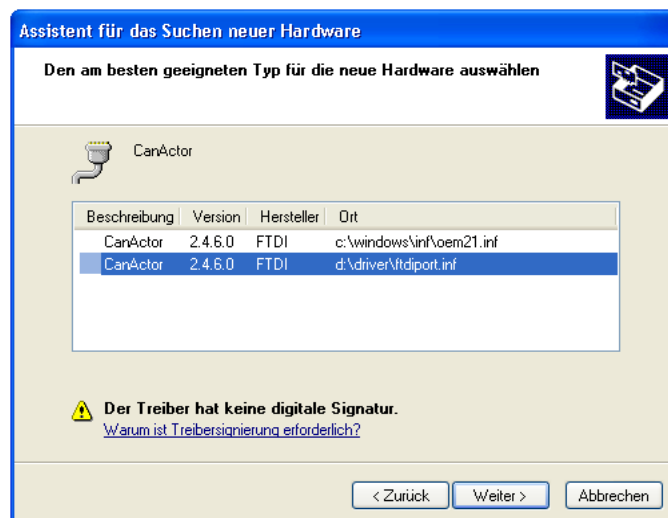 Assistent für das Suchen neuer Hardware
Den am besten geeigneten Typ für die neue Hardware auswählen
CanActor
Beschreibung Version Hersteller Ort
CanActor 2.4.6.0 FTDI c:\windows\inf\oem21.inf
CanActor 2.4.6.0 FTDI d:\driver\ftdiport.inf
Der Treiber hat keine digitale Signatur.
Warum ist Treibersignierung erforderlich?
< Zurück Weiter > Abbrechen